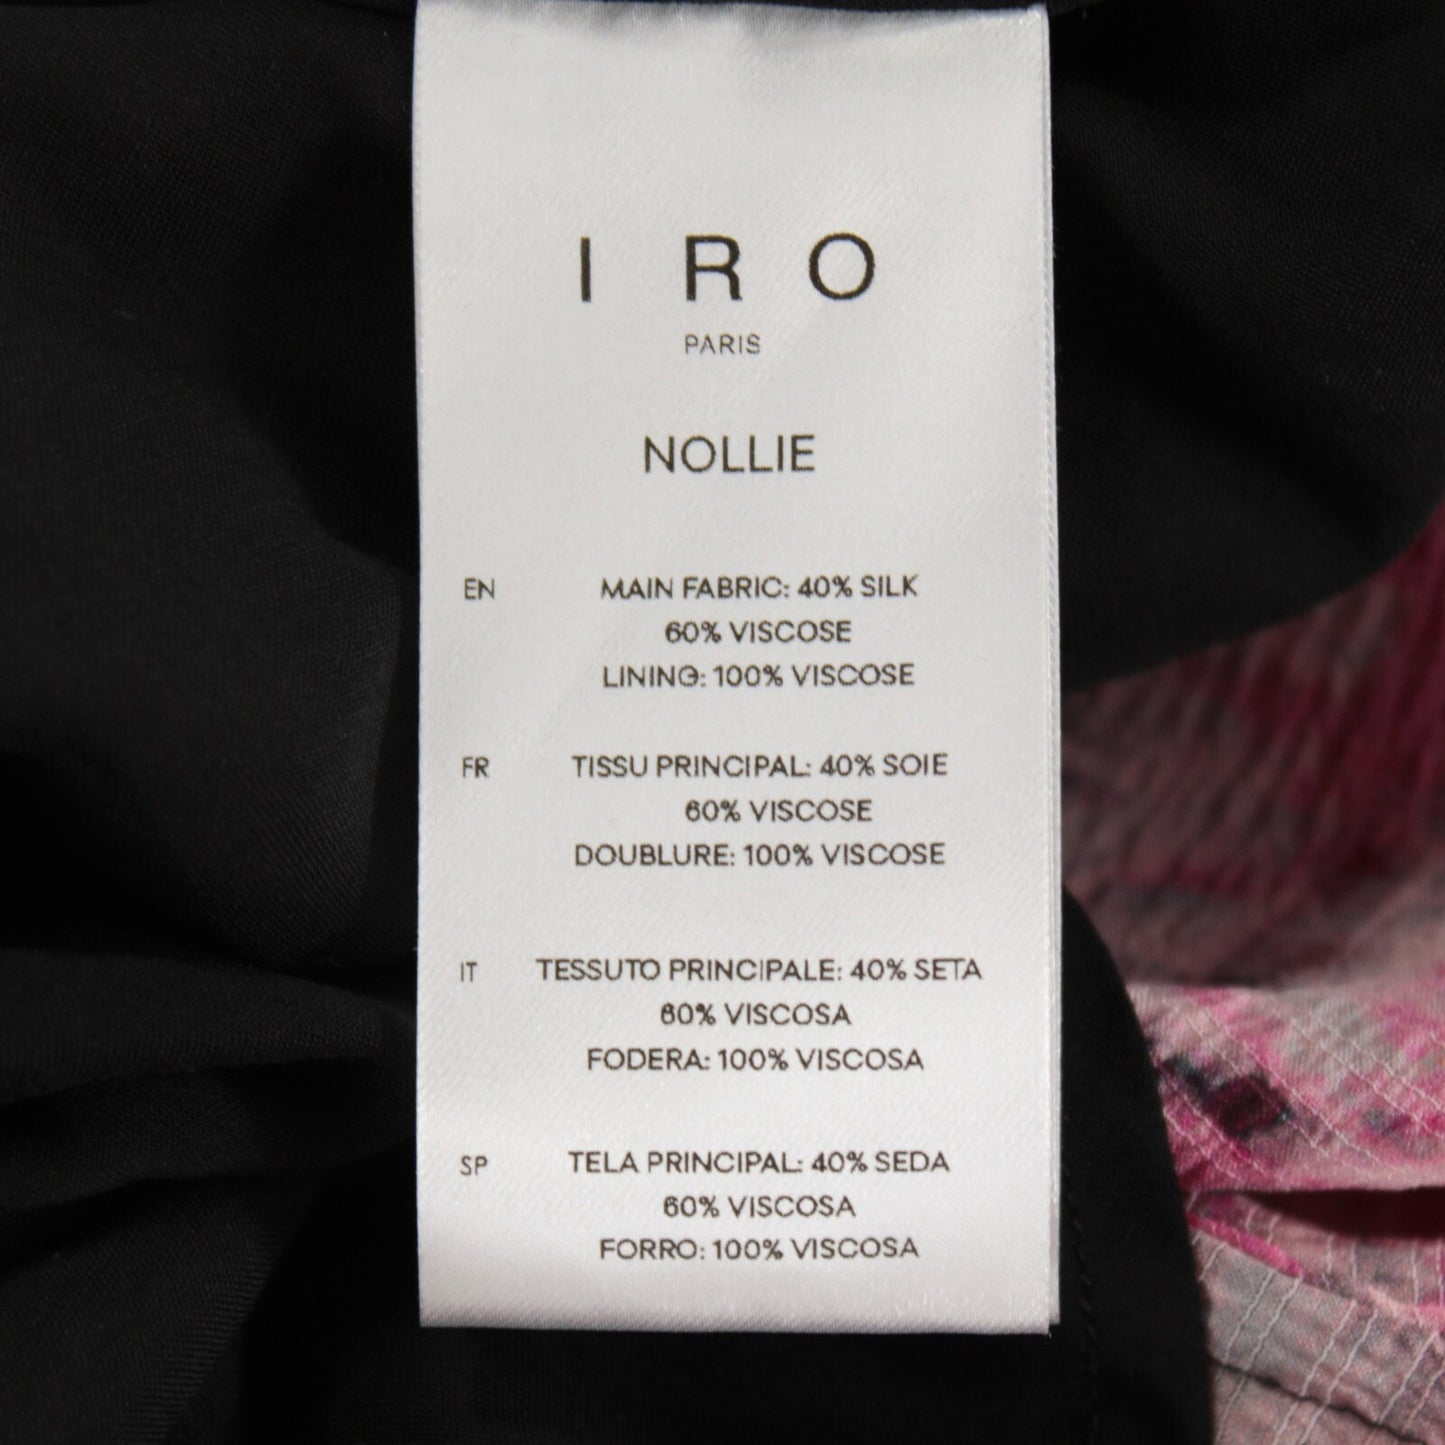 IRO
PARIS
NOLLIE
EN MAIN FABRIC: 40% SILK
60% VISCOSE
LINING: 100% VISCOSE
FR TISSU PRINCIPAL: 40% SOIE
60% VISCOSE
DOUBLURE: 100% VISCOSE
IT TESSUTO PRINCIPALE: 40% SETA
60% VISCOSA
FODERA: 100% VISCOSA
SP TELA PRINCIPAL: 40% SEDA
60% VISCOSA
FORRO: 100% VISCOSA